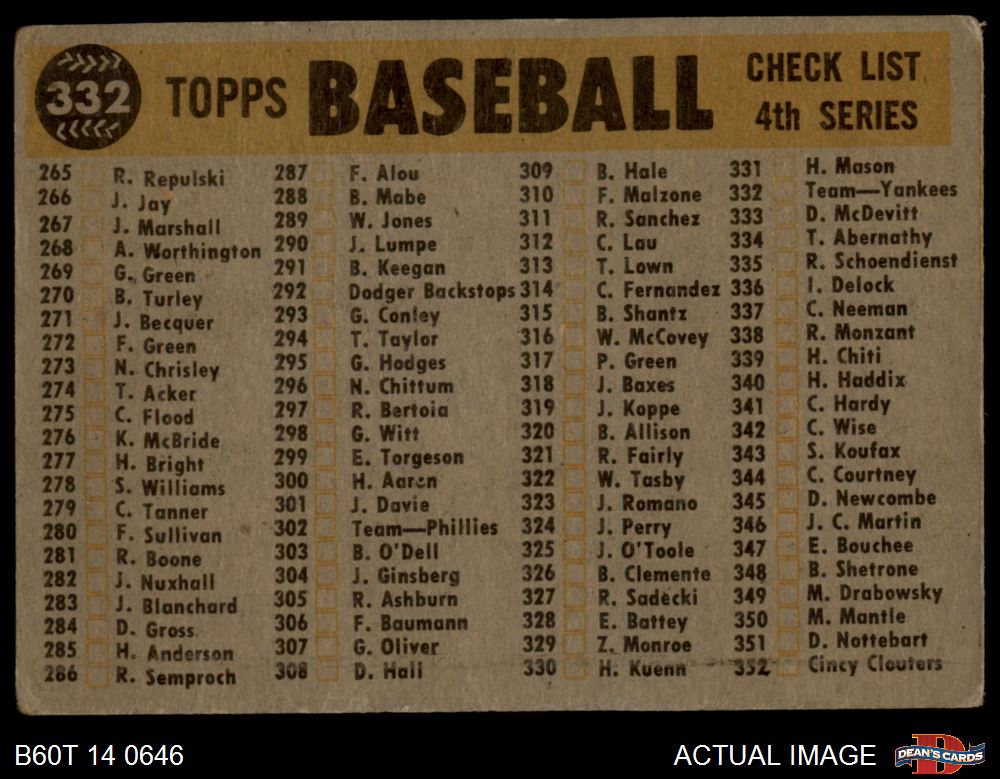 332
TOPPS BASEBALL
CHECK LIST
4th SERIES
265 R. Repulski
266 J. Jay
267 J. Marshall
268 A. Worthington
269 G. Green
270 B. Turley
271 J. Becquer
272 F. Green
273 N. Chrisley
274 T. Acker
275 C. Flood
276 K. McBride
277 H. Bright
278 S. Williams
279 C. Tanner
280 F. Sullivan
281 R. Boone
282 J. Nuxhall
283 J. Blanchard
284 D. Gross
285 H. Anderson
286 R. Semproch
287 F. Alou
288 B. Mabe
289 W. Jones
290 J. Lumpe
291 B. Keegan
292 Dodger Backstops
293 G. Conley
294 T. Taylor
295 G. Hodges
296 N. Chittum
297 R. Bertoia
298 G. Witt
299 E. Torgeson
300 H. Aaron
301 J. Davie
302 Team—Phillies
303 B. O'Dell
304 J. Ginsberg
305 R. Ashburn
306 F. Baumann
307 G. Oliver
308 D. Hall
309 B. Hale
310 F. Malzone
311 R. Sanchez
312 C. Lau
313 T. Lown
314 C. Fernandez
315 B. Shantz
316 W. McCovey
317 P. Green
318 J. Baxes
319 J. Koppe
320 B. Allison
321 R. Fairly
322 W. Tasby
323 J. Romano
324 J. Perry
325 J. O'Toole
326 B. Clemente
327 R. Sadecki
328 E. Battey
329 Z. Monroe
330 H. Kuenn
331 H. Mason
332 Team—Yankees
333 D. McDevitt
334 T. Abernathy
335 R. Schoendienst
336 I. Delock
337 C. Neeman
338 R. Monzant
339 H. Chiti
340 H. Haddix
341 C. Hardy
342 C. Wise
343 S. Koufax
344 C. Courtney
345 D. Newcombe
346 J. C. Martin
347 E. Bouchee
348 B. Shetrone
349 M. Drabowsky
350 M. Mantle
351 D. Nottebart
352 Cincy Clouters
B60T 14 0646
ACTUAL IMAGE
DEAN'S CARDS